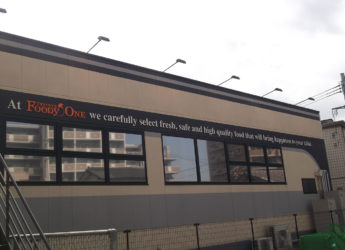 At FOODY ONE we carefully select fresh, safe and high quality food that will bring happiness to your table.